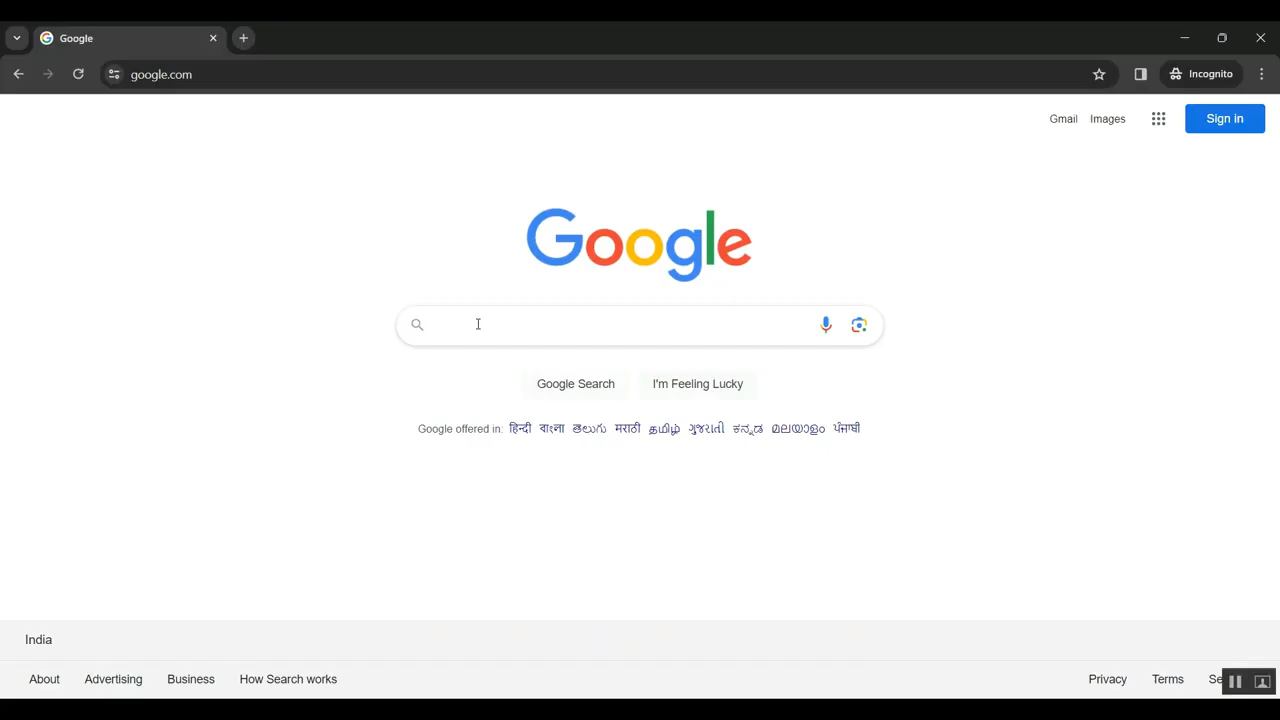 Google
google.com
Incognito
Gmail Images Sign in
Google
Google Search I'm Feeling Lucky
Google offered in: हिन्दी বাংলা తెలుగు मराठी தமிழ் ગુજરાતી ಕನ್ನಡ മലയാളം ਪੰਜਾਬੀ
India
About Advertising Business How Search works Privacy Terms Se